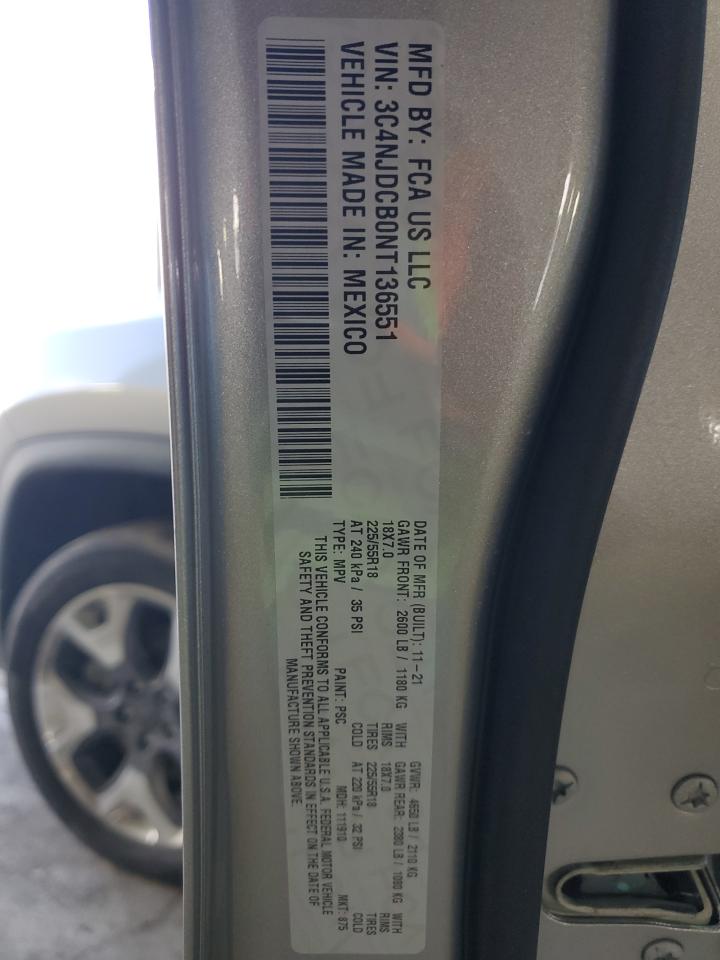 MFD BY: FCA US LLC
VIN: 3C4NJDCB0NT136551
VEHICLE MADE IN: MEXICO
DATE OF MFR (BUILT): 11-21 GVWR: 4650 LB / 2110 KG
GAWR FRONT: 2600 LB / 1180 KG WITH GAWR REAR: 2380 LB / 1080 KG WITH
18X7.0 RIMS 18X7.0 RIMS
225/55R18 TIRES 225/55R18 TIRES
AT 240 kPa / 35 PSI COLD AT 220 kPa / 32 PSI COLD
TYPE: MPV PAINT: PSC MDH: 111910 MKT: 875
THIS VEHICLE CONFORMS TO ALL APPLICABLE U.S.A. FEDERAL MOTOR VEHICLE
SAFETY AND THEFT PREVENTION STANDARDS IN EFFECT ON THE DATE OF
MANUFACTURE SHOWN ABOVE.